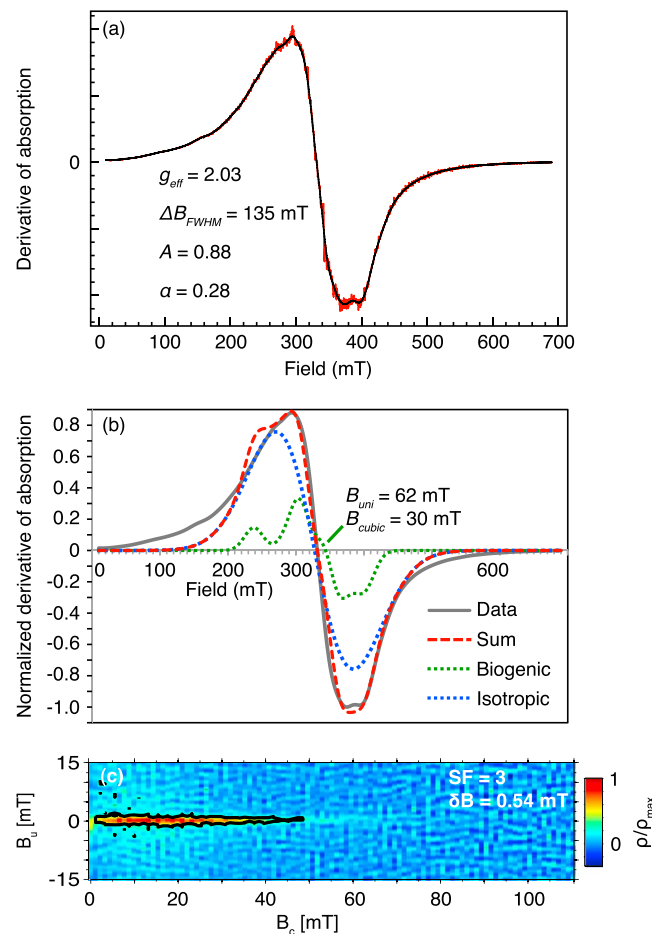 (a)
Derivative of absorption
0
g_eff = 2.03
ΔB_FWHM = 135 mT
A = 0.88
α = 0.28
0 100 200 300 400 500 600 700
Field (mT)
(b)
Normalized derivative of absorption
0.8
0.6
0.4
0.2
0
-0.2
-0.4
-0.6
-0.8
-1.0
B_uni = 62 mT
B_cubic = 30 mT
0 100 200 300 600
Field (mT)
Data
Sum
Biogenic
Isotropic
(c)
SF = 3
δB = 0.54 mT
B_u [mT]
15
0
-15
0 20 40 60 80 100
B_c [mT]
1
0
ρ/ρ_max